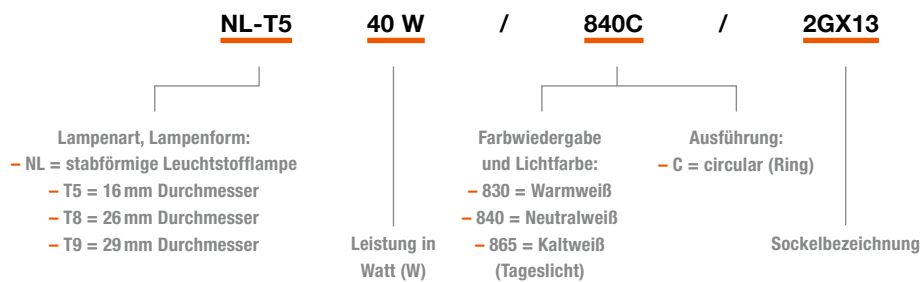 NL-T5 40 W / 840C / 2GX13
Lampenart, Lampenform:
– NL = stabförmige Leuchtstofflampe
– T5 = 16 mm Durchmesser
– T8 = 26 mm Durchmesser
– T9 = 29 mm Durchmesser
Leistung in
Watt (W)
Farbwiedergabe
und Lichtfarbe:
– 830 = Warmweiß
– 840 = Neutralweiß
– 865 = Kaltweiß
(Tageslicht)
Ausführung:
– C = circular (Ring)
Sockelbezeichnung